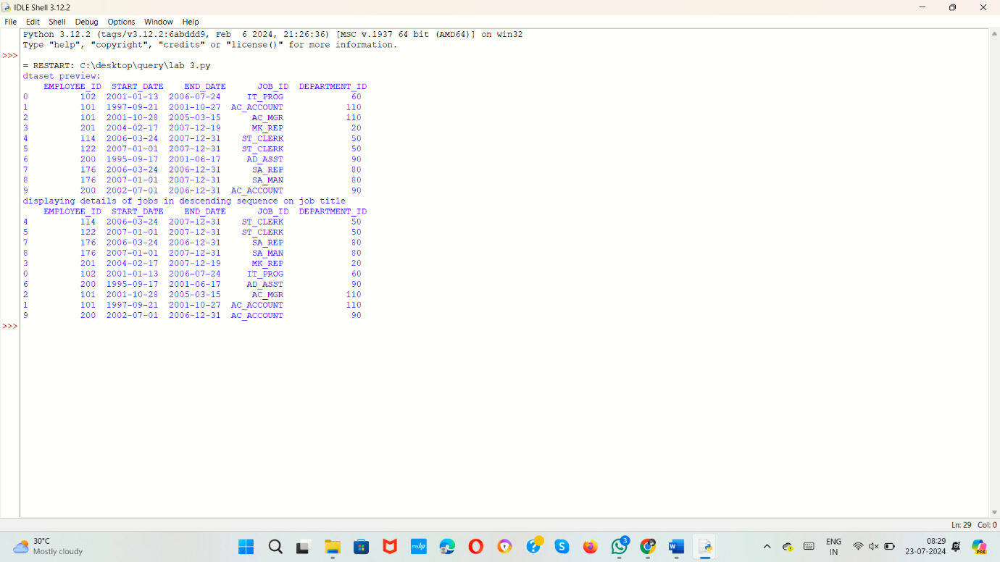 IDLE Shell 3.12.2
File Edit Shell Debug Options Window Help
Python 3.12.2 (tags/v3.12.2:6abddd9, Feb  6 2024, 21:26:36) [MSC v.1937 64 bit (AMD64)] on win32
Type "help", "copyright", "credits" or "license()" for more information.
>>>
= RESTART: C:\desktop\query\lab 3.py
dtaset preview:
    EMPLOYEE_ID  START_DATE    END_DATE      JOB_ID  DEPARTMENT_ID
0          102  2001-01-13  2006-07-24     IT_PROG             60
1          101  1997-09-21  2001-10-27  AC_ACCOUNT            110
2          101  2001-10-28  2005-03-15      AC_MGR            110
3          201  2004-02-17  2007-12-19      MK_REP             20
4          114  2006-03-24  2007-12-31    ST_CLERK             50
5          122  2007-01-01  2007-12-31    ST_CLERK             50
6          200  1995-09-17  2001-06-17     AD_ASST             90
7          176  2006-03-24  2006-12-31      SA_REP             80
8          176  2007-01-01  2007-12-31      SA_MAN             80
9          200  2002-07-01  2006-12-31  AC_ACCOUNT             90
displaying details of jobs in descending sequence on job title
    EMPLOYEE_ID  START_DATE    END_DATE      JOB_ID  DEPARTMENT_ID
4          114  2006-03-24  2007-12-31    ST_CLERK             50
5          122  2007-01-01  2007-12-31    ST_CLERK             50
7          176  2006-03-24  2006-12-31      SA_REP             80
8          176  2007-01-01  2007-12-31      SA_MAN             80
3          201  2004-02-17  2007-12-19      MK_REP             20
0          102  2001-01-13  2006-07-24     IT_PROG             60
6          200  1995-09-17  2001-06-17     AD_ASST             90
2          101  2001-10-28  2005-03-15      AC_MGR            110
1          101  1997-09-21  2001-10-27  AC_ACCOUNT            110
9          200  2002-07-01  2006-12-31  AC_ACCOUNT             90
>>>
Ln: 29 Col: 0
30°C
Mostly cloudy
myhp
3
W
PRE
ENG
IN
08:29
23-07-2024